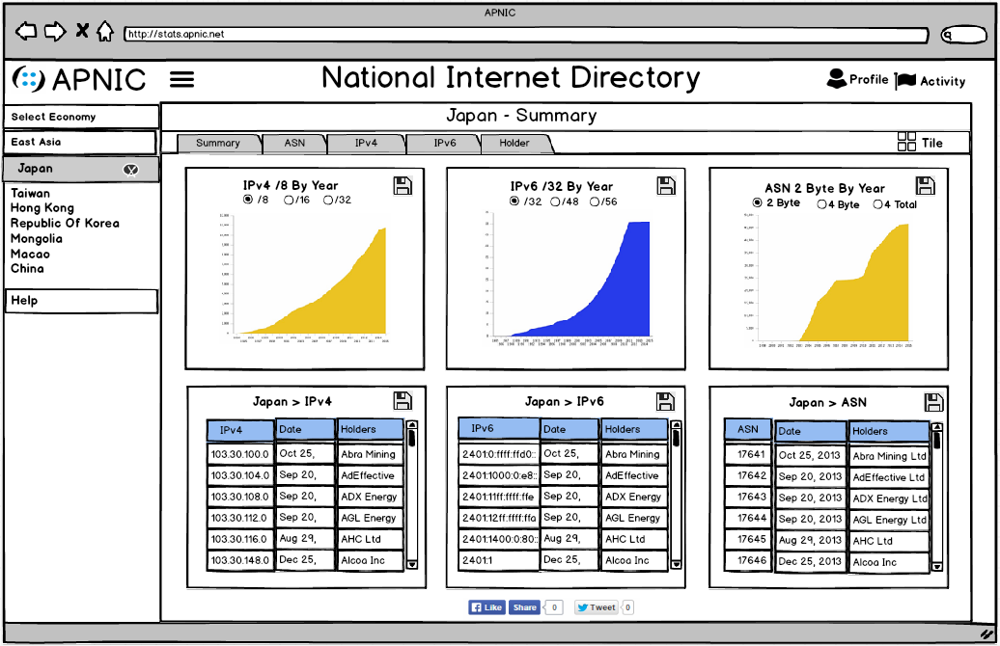 APNIC
http://stats.apnic.net
APNIC
National Internet Directory
Profile
Activity
Select Economy
East Asia
Japan
Taiwan
Hong Kong
Republic Of Korea
Mongolia
Macao
China
Help
Japan - Summary
Summary ASN IPv4 IPv6 Holder
Tile
IPv4 /8 By Year
/8 /16 /32
IPv6 /32 By Year
/32 /48 /56
ASN 2 Byte By Year
2 Byte 4 Byte 4 Total
Japan > IPv4
IPv4 Date Holders
103.30.100.0 Oct 25, Abra Mining
103.30.104.0 Sep 20, AdEffective
103.30.108.0 Sep 20, ADX Energy
103.30.112.0 Sep 20, AGL Energy
103.30.116.0 Aug 29, AHC Ltd
103.30.148.0 Dec 25, Alcoa Inc
Japan > IPv6
IPv6 Date Holders
2401:0:ffff:ffd0:: Oct 25, Abra Mining
2401:1000:0:e8:: Sep 20, AdEffective
2401:11ff:ffff:ffe Sep 20, ADX Energy
2401:12ff:ffff:fffa Sep 20, AGL Energy
2401:1400:0:80:: Aug 29, AHC Ltd
2401:1 Dec 25, Alcoa Inc
Japan > ASN
ASN Date Holders
17641 Oct 25, 2013 Abra Mining Ltd
17642 Sep 20, 2013 AdEffective Ltd
17643 Sep 20, 2013 ADX Energy Ltd
17644 Sep 20, 2013 AGL Energy Ltd
17645 Aug 29, 2013 AHC Ltd
17646 Dec 25, 2013 Alcoa Inc
Like Share 0 Tweet 0